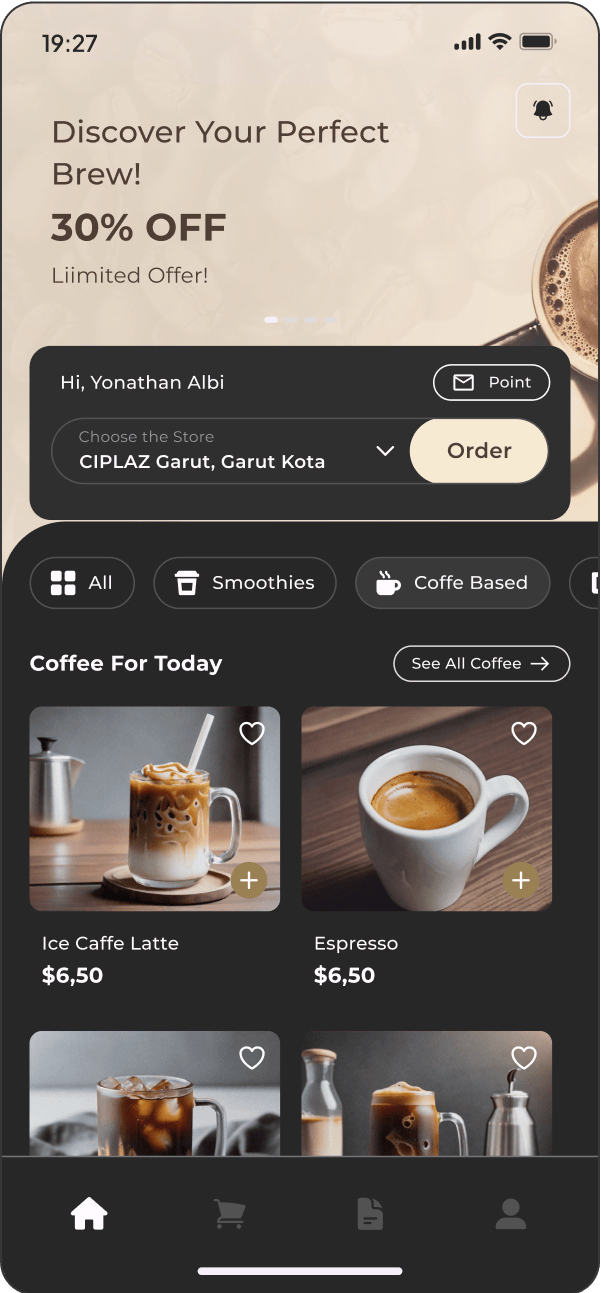 19:27
Discover Your Perfect
Brew!
30% OFF
Liimited Offer!
Hi, Yonathan Albi
Point
Choose the Store
CIPLAZ Garut, Garut Kota
Order
All
Smoothies
Coffe Based
Coffee For Today
See All Coffee
Ice Caffe Latte
Espresso
$6,50
$6,50